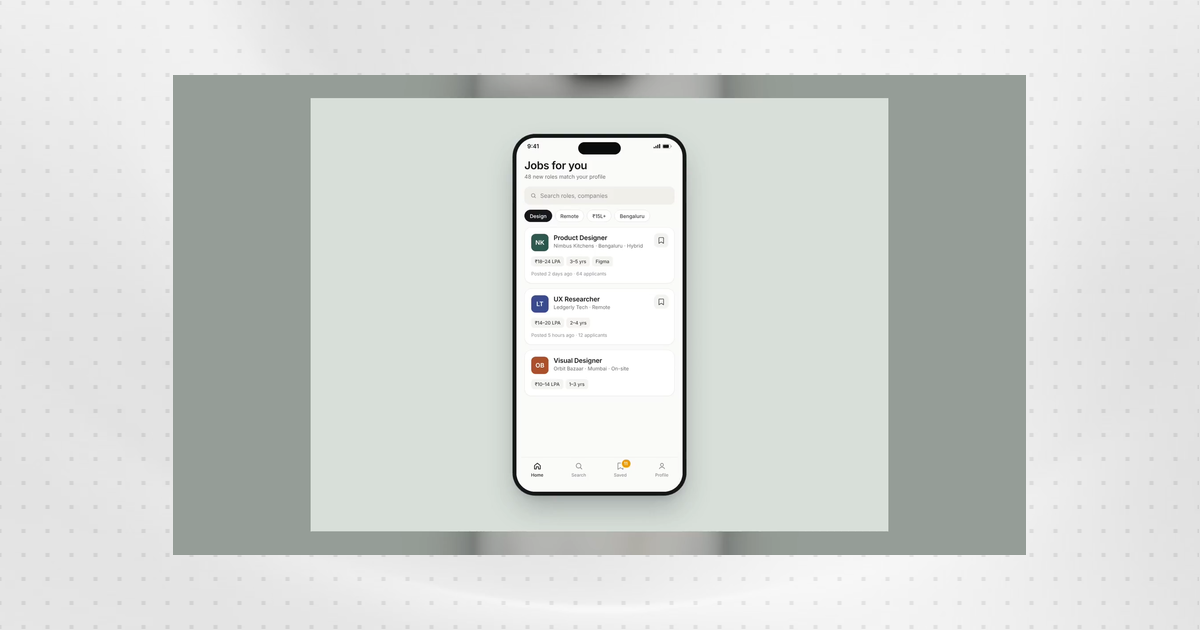 9:41
Jobs for you
48 new roles match your profile
Search roles, companies
Design Remote ₹15L+ Bengaluru
NK
Product Designer
Nimbus Kitchens · Bengaluru · Hybrid
₹18–24 LPA 3–5 yrs Figma
Posted 2 days ago · 64 applicants
LT
UX Researcher
Ledgerly Tech · Remote
₹14–20 LPA 2–4 yrs
Posted 5 hours ago · 12 applicants
OB
Visual Designer
Orbit Bazaar · Mumbai · On-site
₹10–14 LPA 1–3 yrs
Home Search Saved Profile